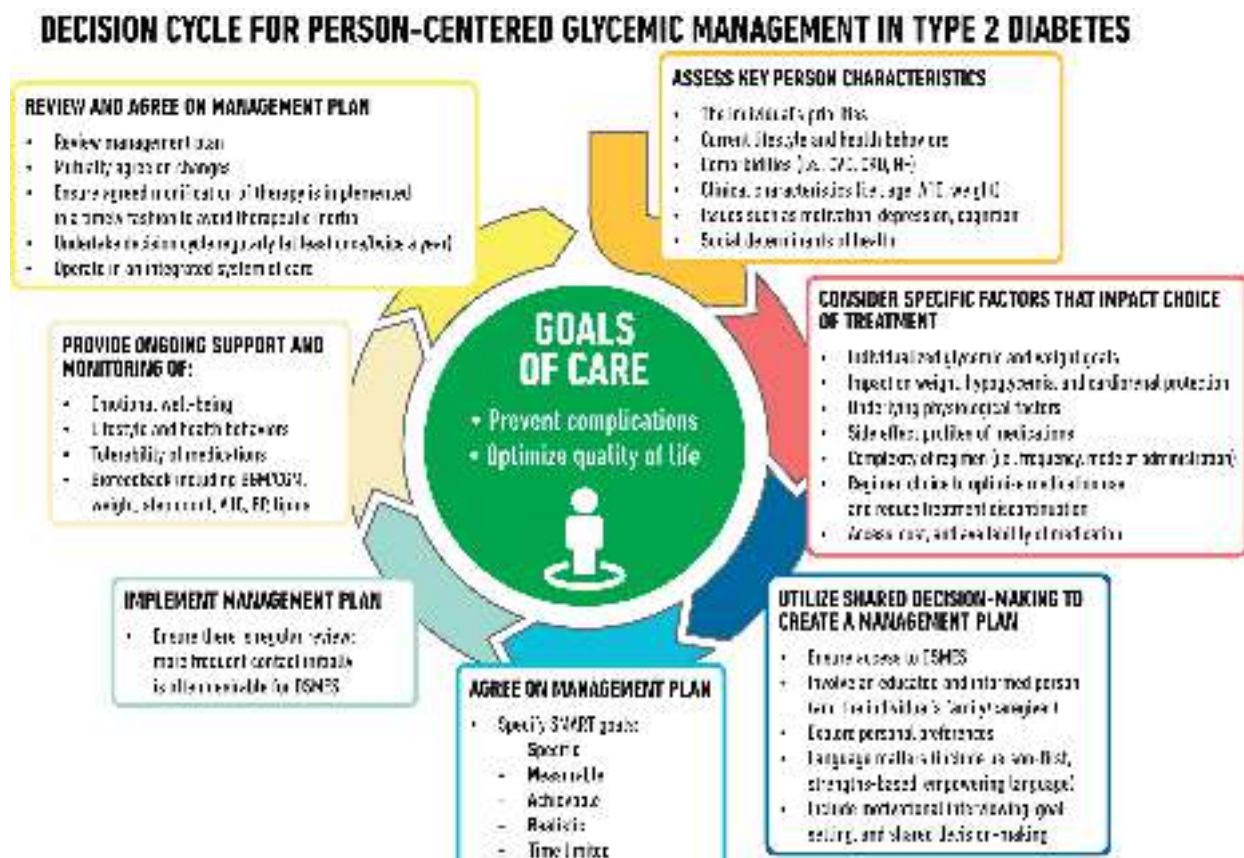 DECISION CYCLE FOR PERSON-CENTERED GLYCEMIC MANAGEMENT IN TYPE 2 DIABETES
REVIEW AND AGREE ON MANAGEMENT PLAN
• Review management plan
• Mutually agree on changes
• Ensure agreed modification of therapy is implemented
in a timely fashion to avoid therapeutic inertia
• Undertake decision cycle regularly (at least once/twice a year)
• Operate in an integrated system of care
ASSESS KEY PERSON CHARACTERISTICS
• The individual's priorities
• Current lifestyle and health behaviors
• Comorbidities (i.e., CVD, CKD, HF)
• Clinical characteristics (i.e., age, A1C, weight)
• Issues such as motivation, depression, cognition
• Social determinants of health
CONSIDER SPECIFIC FACTORS THAT IMPACT CHOICE
OF TREATMENT
• Individualized glycemic and weight goals
• Impact on weight, hypoglycemia, and cardiorenal protection
• Underlying physiological factors
• Side effect profiles of medications
• Complexity of regimen (i.e., frequency, mode of administration)
• Regimen choice to optimize medication use
and reduce treatment discontinuation
• Access, cost, and availability of medication
UTILIZE SHARED DECISION-MAKING TO
CREATE A MANAGEMENT PLAN
• Ensure access to DSMES
• Involve an educated and informed person
(and the individual's family/caregiver)
• Explore personal preferences
• Language matters (include person-first,
strengths-based, empowering language)
• Include motivational interviewing, goal
setting, and shared decision-making
AGREE ON MANAGEMENT PLAN
• Specify SMART goals:
- Specific
- Measurable
- Achievable
- Realistic
- Time limited
IMPLEMENT MANAGEMENT PLAN
• Ensure there is regular review;
more frequent contact initially
is often desirable for DSMES
PROVIDE ONGOING SUPPORT AND
MONITORING OF:
• Emotional well-being
• Lifestyle and health behaviors
• Tolerability of medications
• Biofeedback including BGM/CGM,
weight, step count, A1C, BP, lipids
GOALS
OF CARE
• Prevent complications
• Optimize quality of life